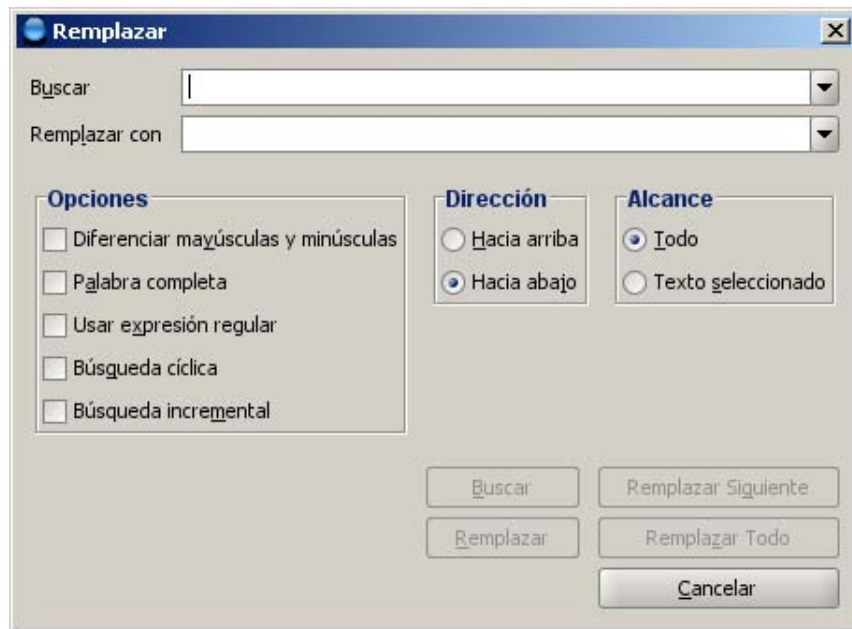 Remplazar
Buscar
Remplazar con
Opciones
Diferenciar mayúsculas y minúsculas
Palabra completa
Usar expresión regular
Búsqueda cíclica
Búsqueda incremental
Dirección
Hacia arriba
Hacia abajo
Alcance
Todo
Texto seleccionado
Buscar
Remplazar Siguiente
Remplazar
Remplazar Todo
Cancelar